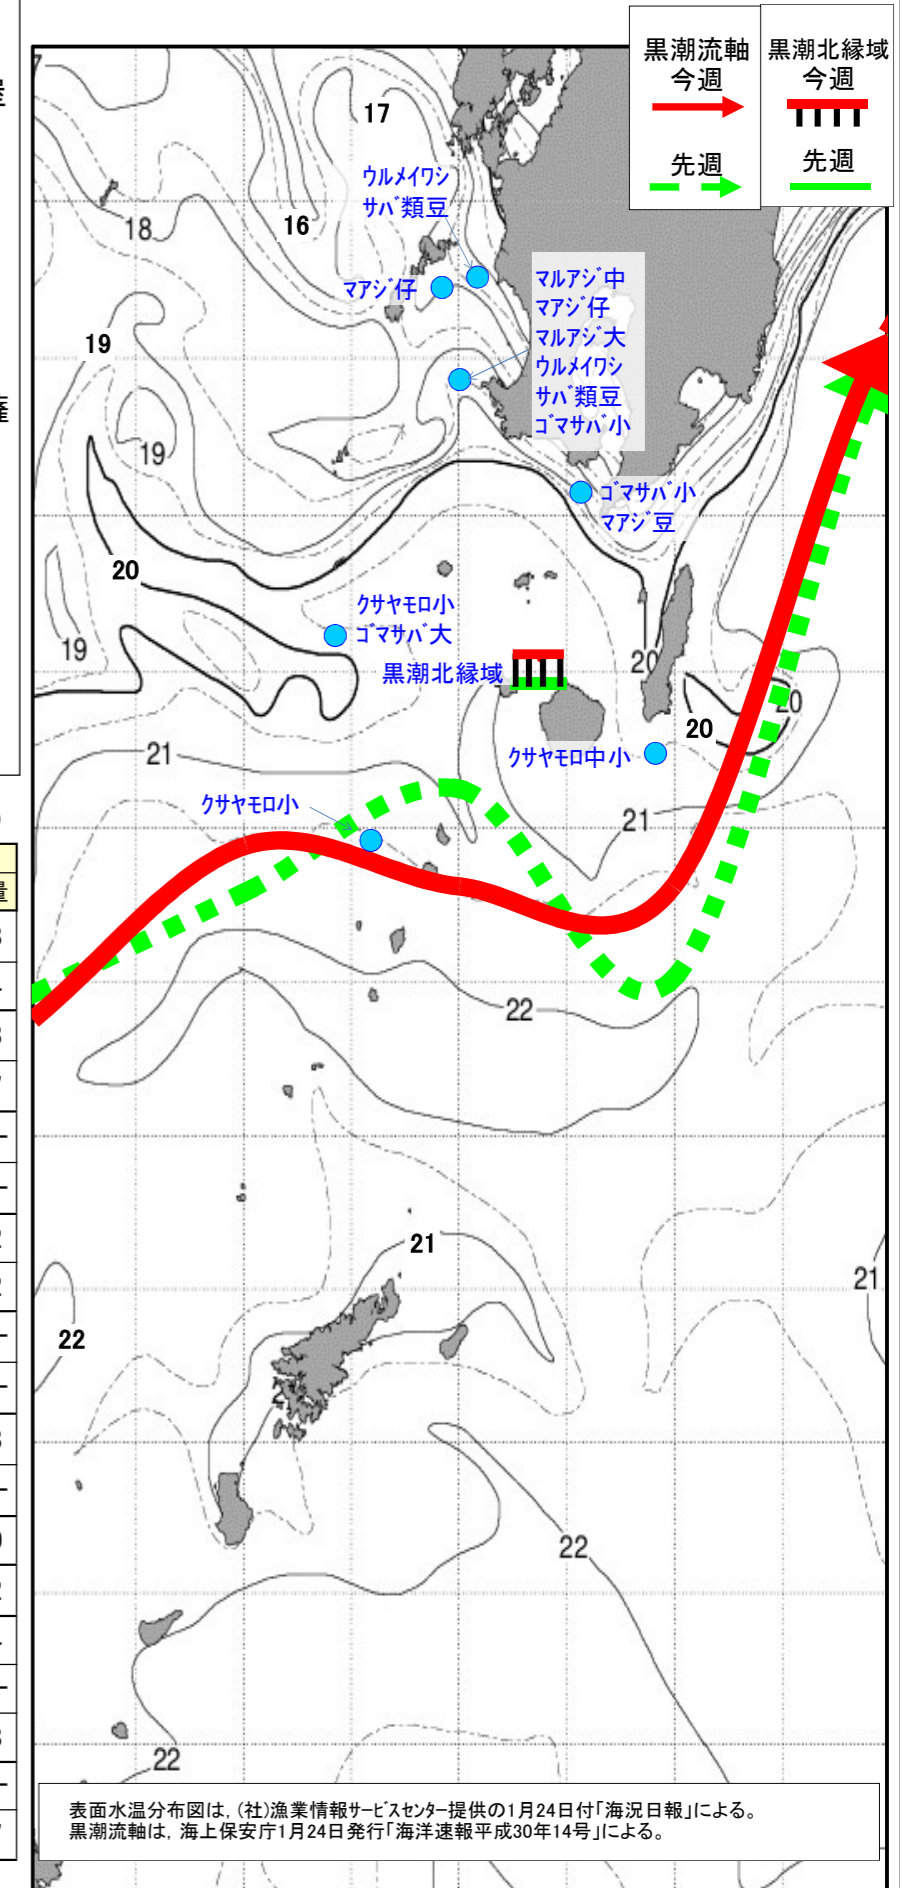 黒潮流軸
今週
先週
黒潮北縁域
今週
先週
17
16
18
19
19
20
19
21
ウルメイワシ
サバ類豆
マアジ仔
マルアジ中
マアジ仔
マルアジ大
ウルメイワシ
サバ類豆
ゴマサバ小
ゴマサバ小
マアジ豆
クサヤモロ小
ゴマサバ大
黒潮北縁域
20
20
20
クサヤモロ中小
クサヤモロ小
21
22
21
21
22
22
22
量
表面水温分布図は, (社)漁業情報サービスセンター提供の1月24日付「海況日報」による。
黒潮流軸は, 海上保安庁1月24日発行「海洋速報平成30年14号」による。